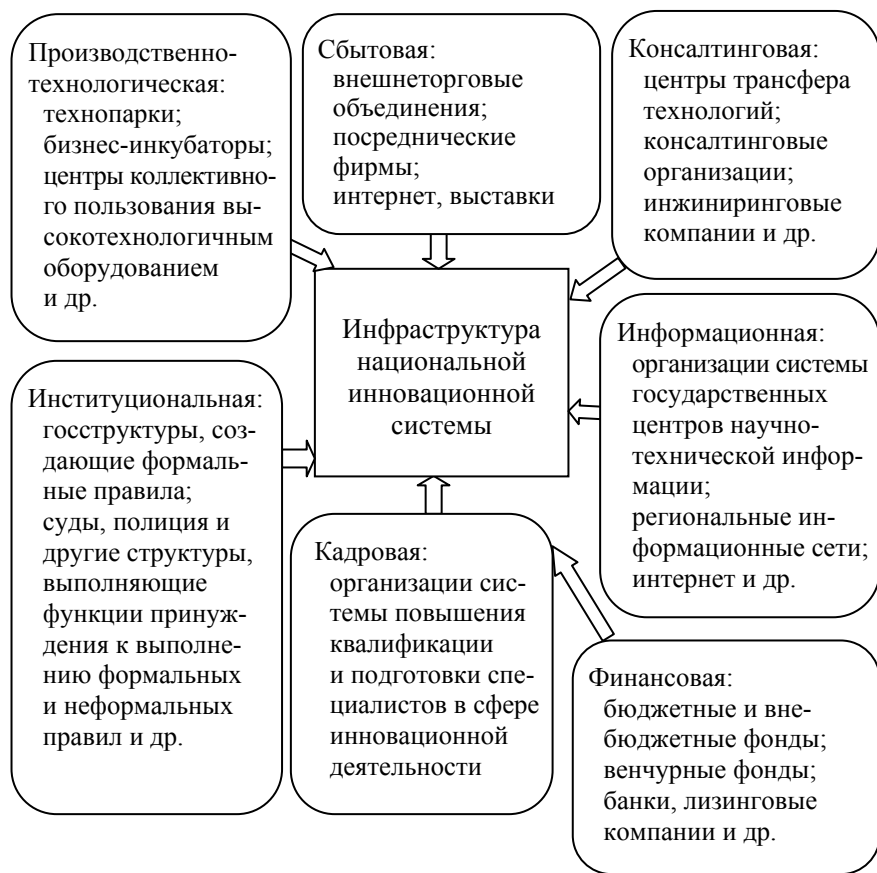 Производственно-
технологическая:
технопарки;
бизнес-инкубаторы;
центры коллективно-
го пользования вы-
сокотехнологичным
оборудованием
и др.
Сбытовая:
внешнеторговые
объединения;
посреднические
фирмы;
интернет, выставки
Консалтинговая:
центры трансфера
технологий;
консалтинговые
организации;
инжиниринговые
компании и др.
Инфраструктура
национальной
инновационной
системы
Информационная:
организации системы
государственных
центров научно-
технической инфор-
мации;
региональные ин-
формационные сети;
интернет и др.
Институциональная:
госструктуры, соз-
дающие формаль-
ные правила;
суды, полиция и
другие структуры,
выполняющие
функции принуж-
дения к выполне-
нию формальных
и неформальных
правил и др.
Кадровая:
организации сис-
темы повышения
квалификации
и подготовки спе-
циалистов в сфере
инновационной
деятельности
Финансовая:
бюджетные и вне-
бюджетные фонды;
венчурные фонды;
банки, лизинговые
компании и др.